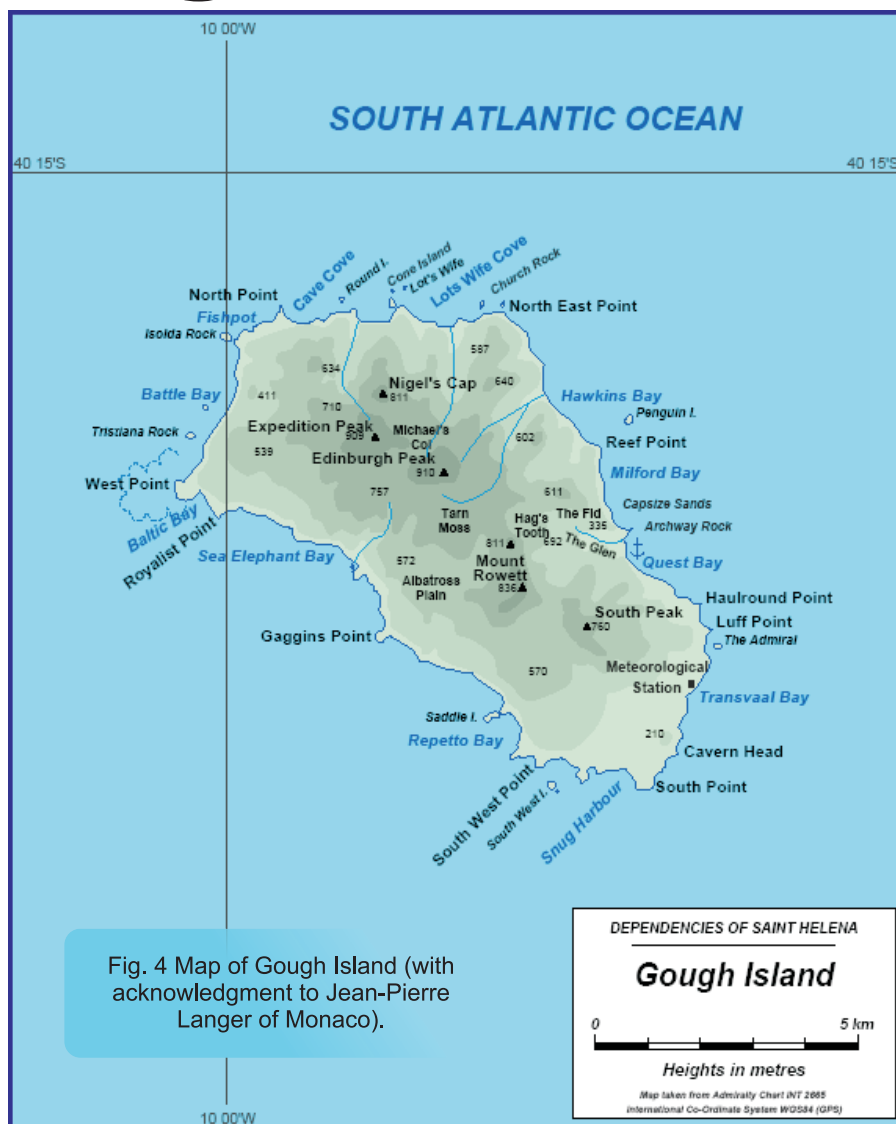 10 00'W
SOUTH ATLANTIC OCEAN
40 15'S
40 15'S
Cave Cove
Round I.
Cone Island
Lot's Wife
Lots Wife Cove
Church Rock
North Point
North East Point
Fishpot
Isolda Rock
587
634
640
Nigel's Cap
811
Battle Bay
411
710
Hawkins Bay
Penguin I.
Expedition Peak
909
Michael's
Col
602
Tristiana Rock
539
Edinburgh Peak
910
Reef Point
Milford Bay
West Point
757
611
Capsize Sands
The Fld
335
Archway Rock
Baltic Bay
Royalist Point
Tarn
Moss
Hag's
Tooth
811
692
The Glen
Quest Bay
Sea Elephant Bay
572
Albatross
Plain
Mount
Rowett
836
Haulround Point
South Peak
760
Luff Point
The Admiral
Gaggins Point
570
Meteorological
Station
Transvaal Bay
Saddle I.
Repetto Bay
210
Cavern Head
South West Point
South West I.
Snug Harbour
South Point
Fig. 4 Map of Gough Island (with
acknowledgment to Jean-Pierre
Langer of Monaco).
DEPENDENCIES OF SAINT HELENA
Gough Island
0
5 km
Heights in metres
Map taken from Admiralty Chart INT 2665
International Co-Ordinate System WGS84 (GPS)
10 00'W